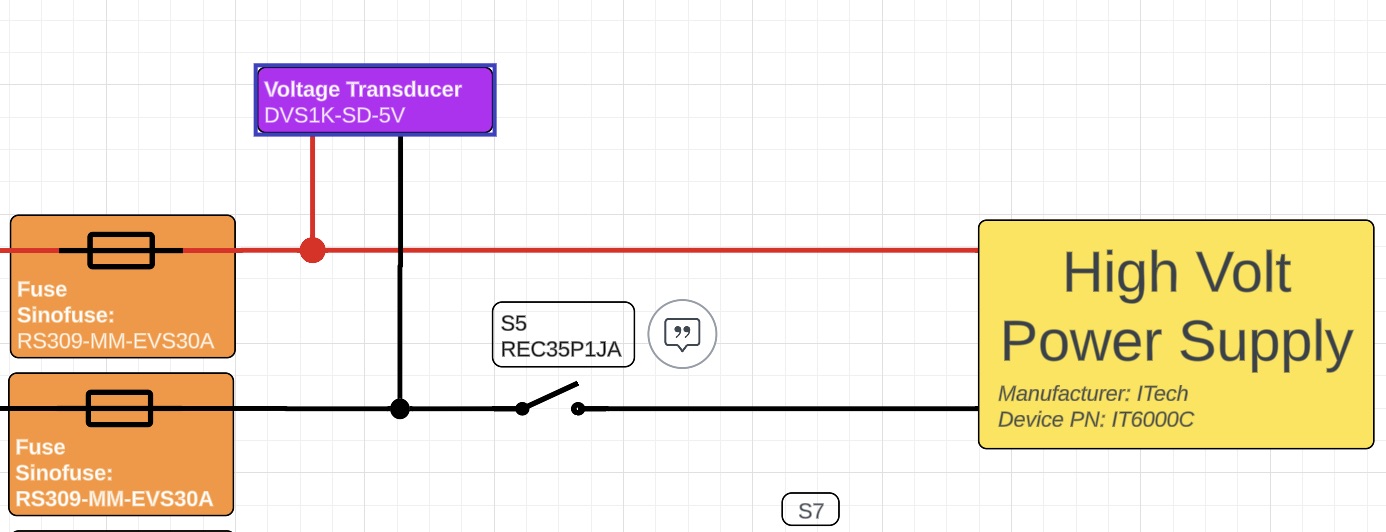 Voltage Transducer
DVS1K-SD-5V
Fuse
Sinofuse:
RS309-MM-EVS30A
S5
REC35P1JA
High Volt
Power Supply
Manufacturer: ITech
Device PN: IT6000C
Fuse
Sinofuse:
RS309-MM-EVS30A
S7